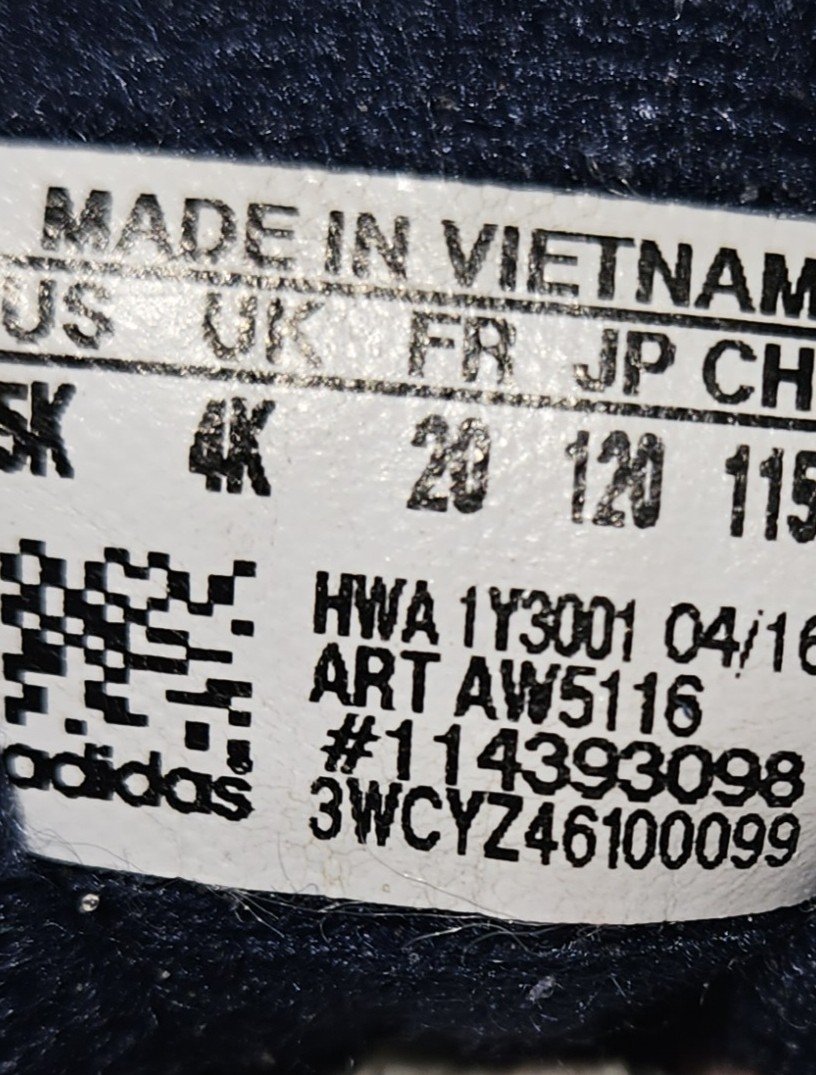 MADE IN VIETNAM
US UK FR JP CH
5K 4K 20 120 115
HWA 1Y3001 04/16
ART AW5116
#114393098
3WCYZ46100099
adidas®